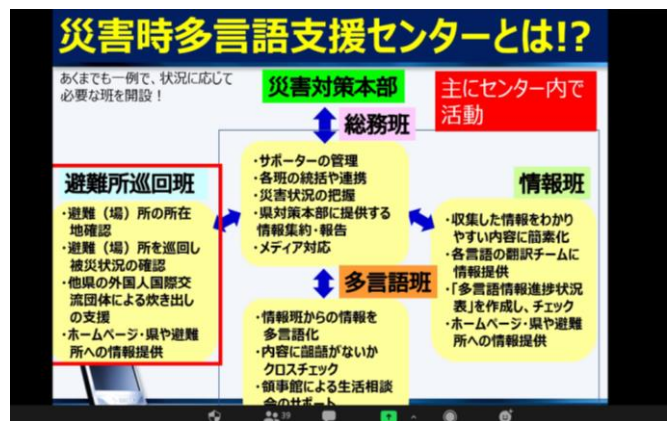 災害時多言語支援センターとは!?
あくまでも一例で、状況に応じて
必要な班を開設！
災害対策本部
主にセンター内で
活動
総務班
・サポーターの管理
・各班の統括や連携
・災害状況の把握
・県対策本部に提供する
情報集約・報告
・メディア対応
避難所巡回班
・避難（場）所の所在
地確認
・避難（場）所を巡回し
被災状況の確認
・他県の外国人国際交
流団体による炊き出し
の支援
・ホームページ・県や避難
所への情報提供
情報班
・収集した情報をわかり
やすい内容に簡素化
・各言語の翻訳チームに
情報提供
・「多言語情報進捗状況
表」を作成し、チェック
・ホームページ・県や避難
所への情報提供
多言語班
・情報班からの情報を
多言語化
・内容に齟齬がないか
クロスチェック
・領事館による生活相談
会のサポート
39